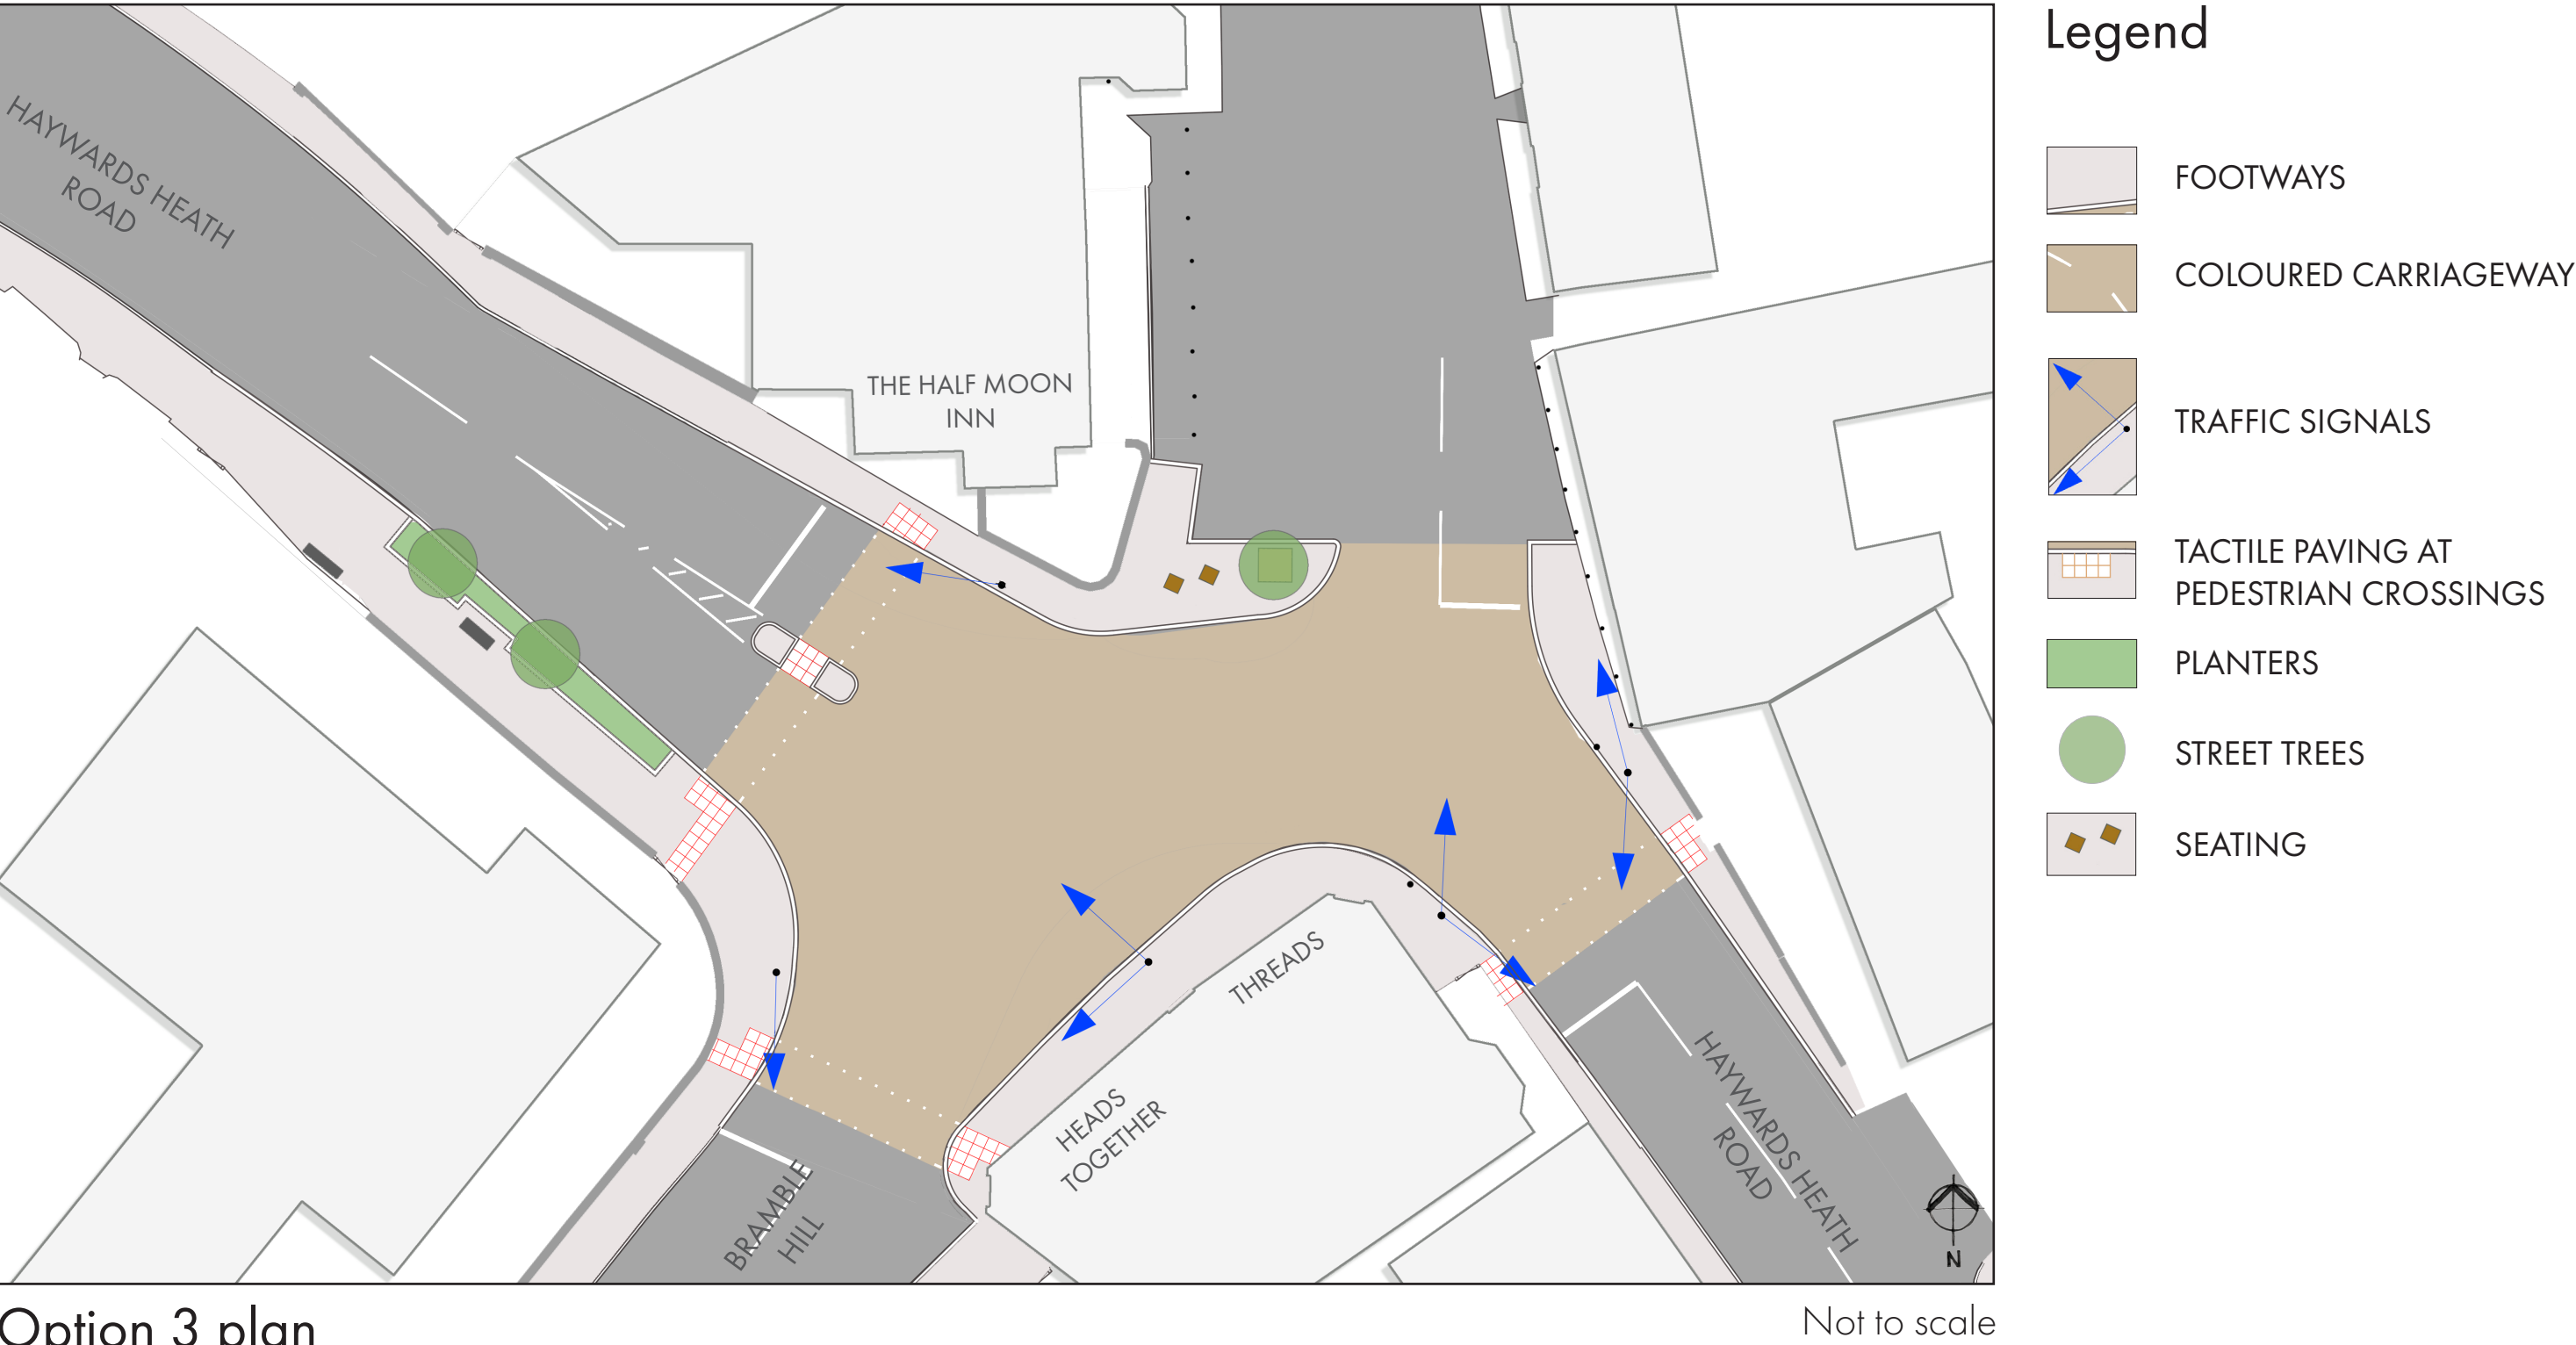 HAYWARDS HEATH
ROAD
THE HALF MOON
INN
THREADS
HEADS
TOGETHER
BRAMBLE
HILL
HAYWARDS HEATH
ROAD
N
Option 3 plan
Not to scale
Legend
FOOTWAYS
COLOURED CARRIAGEWAY
TRAFFIC SIGNALS
TACTILE PAVING AT
PEDESTRIAN CROSSINGS
PLANTERS
STREET TREES
SEATING